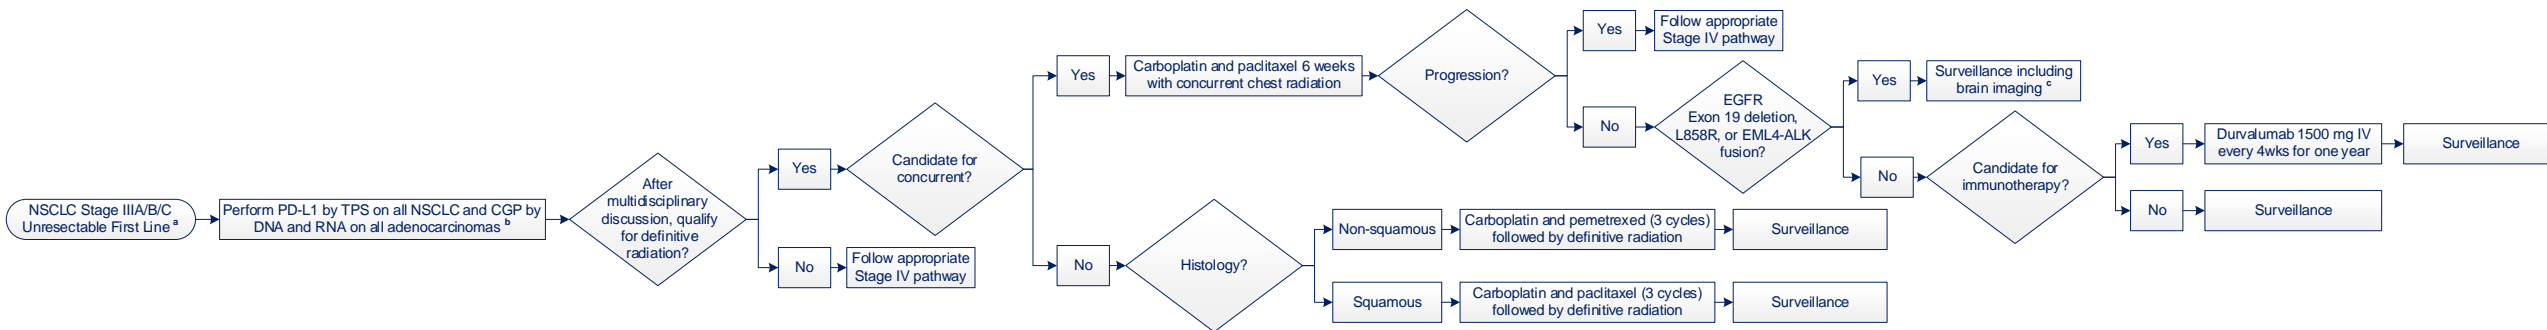 NSCLC Stage IIIA/B/C
Unresectable First Line a
Perform PD-L1 by TPS on all NSCLC and CGP by
DNA and RNA on all adenocarcinomas b
After
multidisciplinary
discussion, qualify
for definitive
radiation?
Yes
No
Follow appropriate
Stage IV pathway
Candidate for
concurrent?
Yes
Carboplatin and paclitaxel 6 weeks
with concurrent chest radiation
Progression?
Yes
Follow appropriate
Stage IV pathway
No
EGFR
Exon 19 deletion,
L858R, or EML4-ALK
fusion?
Yes
Surveillance including
brain imaging c
No
Candidate for
immunotherapy?
Yes
Durvalumab 1500 mg IV
every 4wks for one year
Surveillance
No
Surveillance
No
Histology?
Non-squamous
Carboplatin and pemetrexed (3 cycles)
followed by definitive radiation
Surveillance
Squamous
Carboplatin and paclitaxel (3 cycles)
followed by definitive radiation
Surveillance